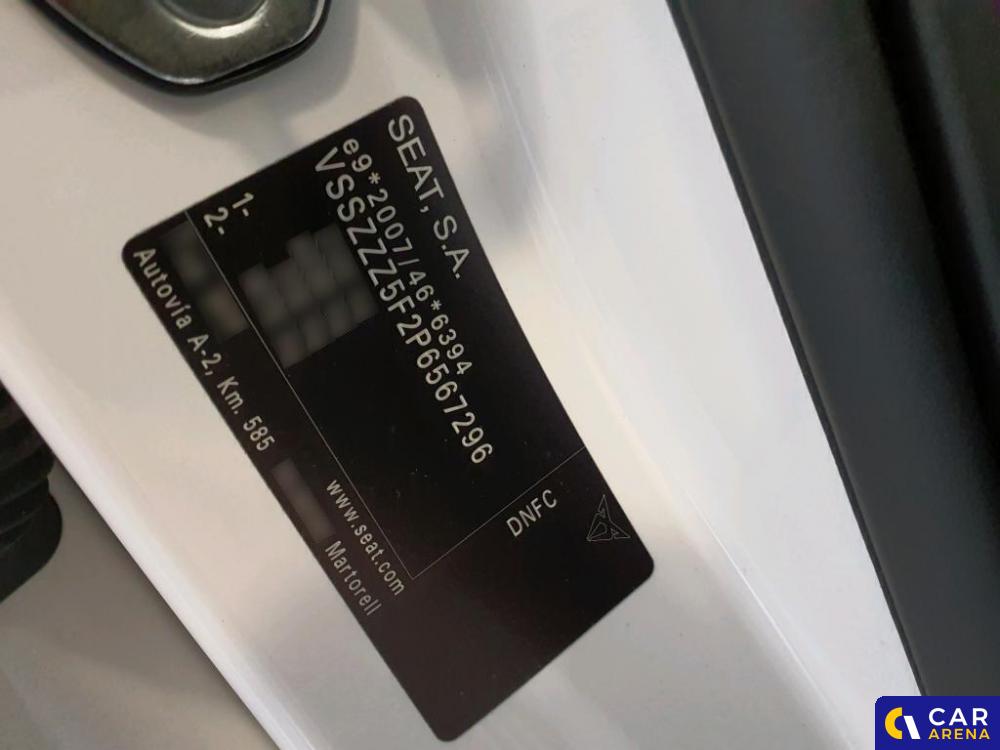 SEAT, S.A.
e9*2007/46*6394
VSSZZZ5F2P6567296
1-
2-
DNFC
www.seat.com
Autovía A-2, Km. 585
Martorell
CAR
ARENA